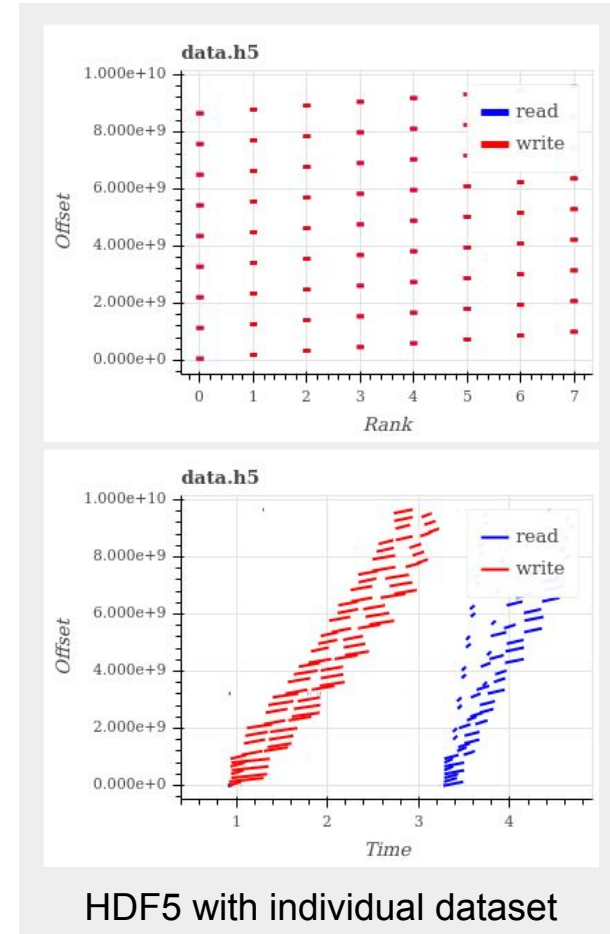 data.h5
1.000e+10
8.000e+9
6.000e+9
4.000e+9
2.000e+9
0.000e+0
Offset
read
write
0 1 2 3 4 5 6 7
Rank
data.h5
1.000e+10
8.000e+9
6.000e+9
4.000e+9
2.000e+9
0.000e+0
Offset
read
write
1 2 3 4
Time
HDF5 with individual dataset